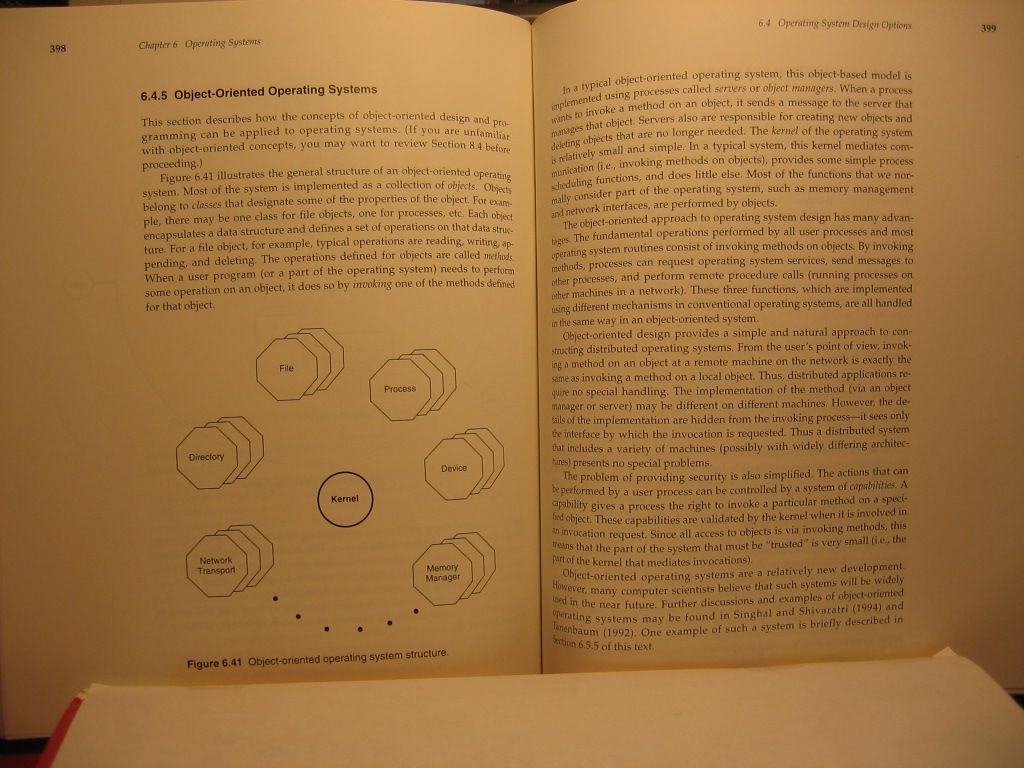 398
Chapter 6 Operating Systems
6.4.5 Object-Oriented Operating Systems
This section describes how the concepts of object-oriented design and pro-
gramming can be applied to operating systems. (If you are unfamiliar
with object-oriented concepts, you may want to review Section 8.4 before
proceeding.)
Figure 6.41 illustrates the general structure of an object-oriented operating
system. Most of the system is implemented as a collection of objects. Objects
belong to classes that designate some of the properties of the object. For exam-
ple, there may be one class for file objects, one for processes, etc. Each object
encapsulates a data structure and defines a set of operations on that data struc-
ture. For a file object, for example, typical operations are reading, writing, ap-
pending, and deleting. The operations defined for objects are called methods.
When a user program (or a part of the operating system) needs to perform
some operation on an object, it does so by invoking one of the methods defined
for that object.
File
Process
Directory
Device
Kernel
Network
Transport
Memory
Manager
Figure 6.41 Object-oriented operating system structure.
6.4 Operating System Design Options
399
In a typical object-oriented operating system, this object-based model is
implemented using processes called servers or object managers. When a process
wants to invoke a method on an object, it sends a message to the server that
manages that object. Servers also are responsible for creating new objects and
deleting objects that are no longer needed. The kernel of the operating system
is relatively small and simple. In a typical system, this kernel mediates com-
munication (i.e., invoking methods on objects), provides some simple process
scheduling functions, and does little else. Most of the functions that we nor-
mally consider part of the operating system, such as memory management
and network interfaces, are performed by objects.
The object-oriented approach to operating system design has many advan-
tages. The fundamental operations performed by all user processes and most
operating system routines consist of invoking methods on objects. By invoking
methods, processes can request operating system services, send messages to
other processes, and perform remote procedure calls (running processes on
other machines in a network). These three functions, which are implemented
using different mechanisms in conventional operating systems, are all handled
in the same way in an object-oriented system.
Object-oriented design provides a simple and natural approach to con-
structing distributed operating systems. From the user's point of view, invok-
ing a method on an object at a remote machine on the network is exactly the
same as invoking a method on a local object. Thus, distributed applications re-
quire no special handling. The implementation of the method (via an object
manager or server) may be different on different machines. However, the de-
tails of the implementation are hidden from the invoking process—it sees only
the interface by which the invocation is requested. Thus a distributed system
that includes a variety of machines (possibly with widely differing architec-
tures) presents no special problems.
The problem of providing security is also simplified. The actions that can
be performed by a user process can be controlled by a system of capabilities. A
capability gives a process the right to invoke a particular method on a speci-
fied object. These capabilities are validated by the kernel when it is involved in
an invocation request. Since all access to objects is via invoking methods, this
means that the part of the system that must be "trusted" is very small (i.e., the
part of the kernel that mediates invocations).
Object-oriented operating systems are a relatively new development.
However, many computer scientists believe that such systems will be widely
used in the near future. Further discussions and examples of object-oriented
operating systems may be found in Singhal and Shivaratri (1994) and
Tanenbaum (1992). One example of such a system is briefly described in
Section 6.5.5 of this text.